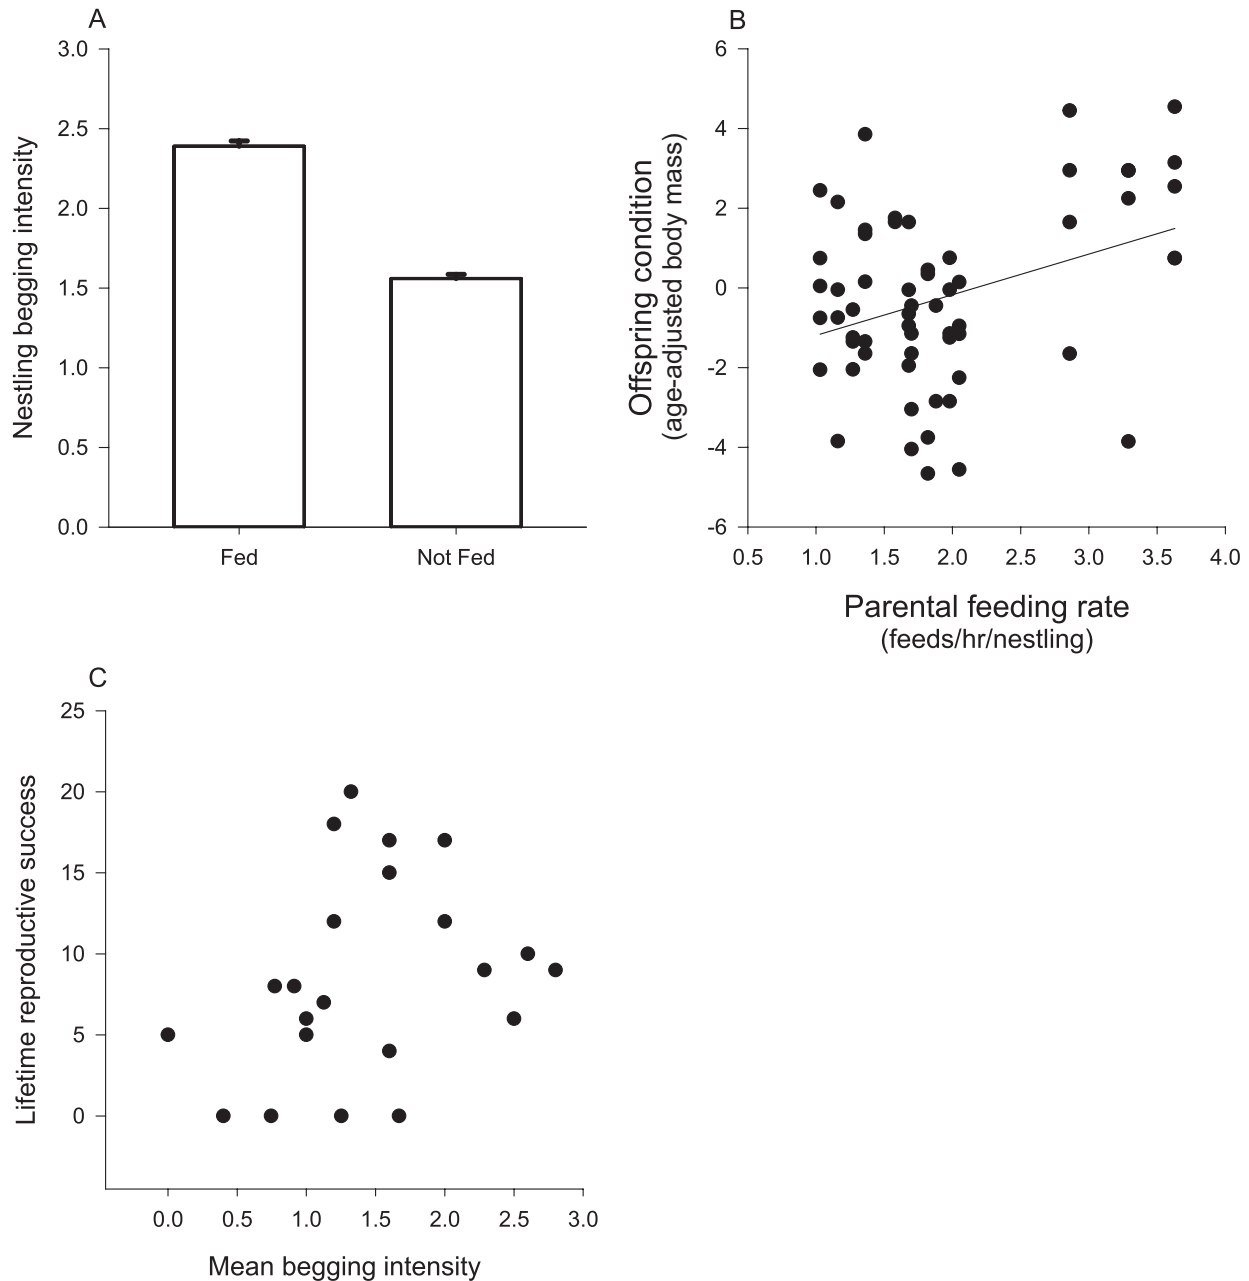 A
Nestling begging intensity
3.0
2.5
2.0
1.5
1.0
0.5
0.0
Fed
Not Fed
B
Offspring condition
(age-adjusted body mass)
6
4
2
0
-2
-4
-6
0.5 1.0 1.5 2.0 2.5 3.0 3.5 4.0
Parental feeding rate
(feeds/hr/nestling)
C
Lifetime reproductive success
25
20
15
10
5
0
0.0 0.5 1.0 1.5 2.0 2.5 3.0
Mean begging intensity